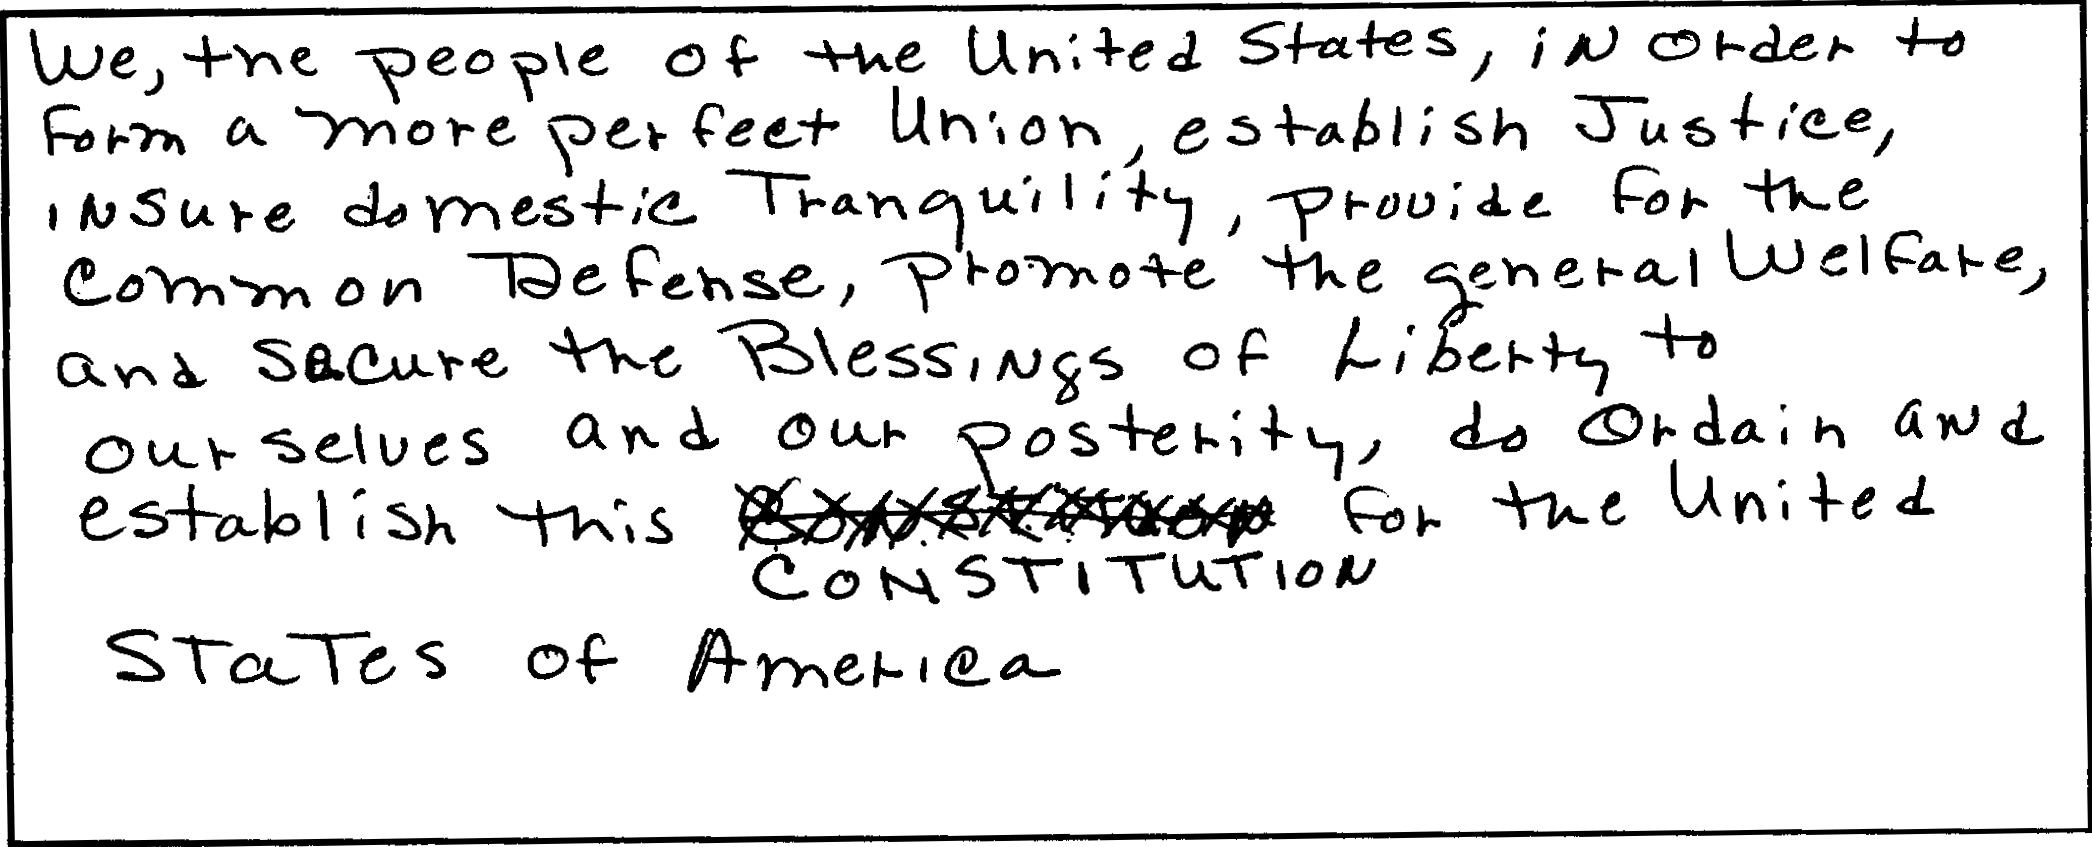 We, the people of the United States, in order to
form a more perfect Union, establish Justice,
insure domestic Tranquility, provide for the
Common Defense, promote the general Welfare,
and secure the Blessings of Liberty to
ourselves and our posterity, do Ordain and
establish this for the United
CONSTITUTION
States of America